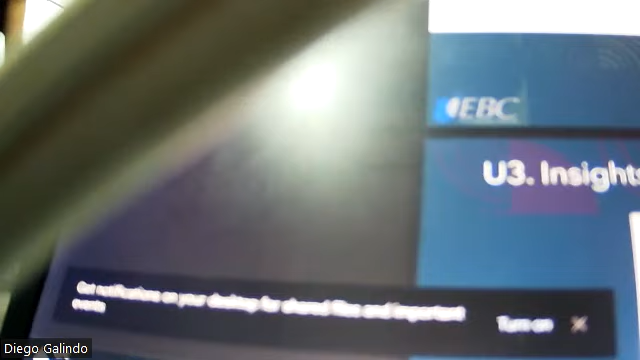 EBC
U3. Insights
Get notifications on your desktop for shared files and important
events
Turn on
Diego Galindo